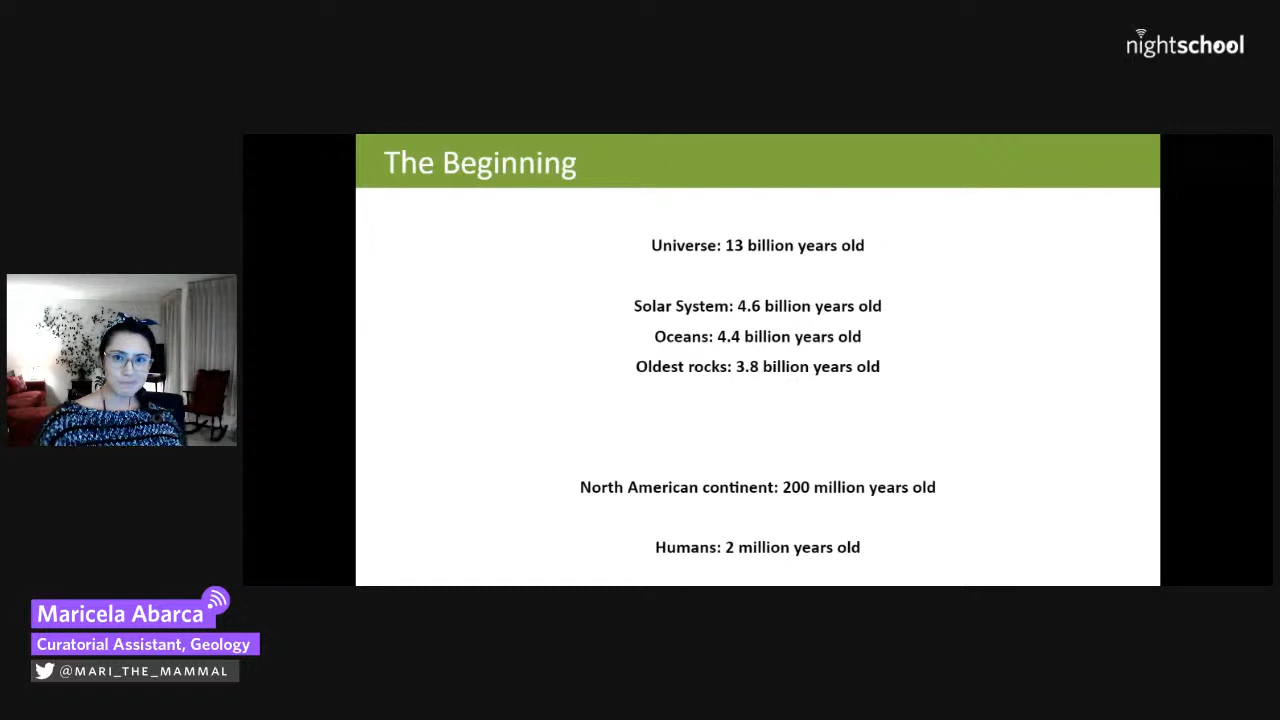 nightschool
The Beginning
Universe: 13 billion years old
Solar System: 4.6 billion years old
Oceans: 4.4 billion years old
Oldest rocks: 3.8 billion years old
North American continent: 200 million years old
Humans: 2 million years old
Maricela Abarca
Curatorial Assistant, Geology
@MARI_THE_MAMMAL